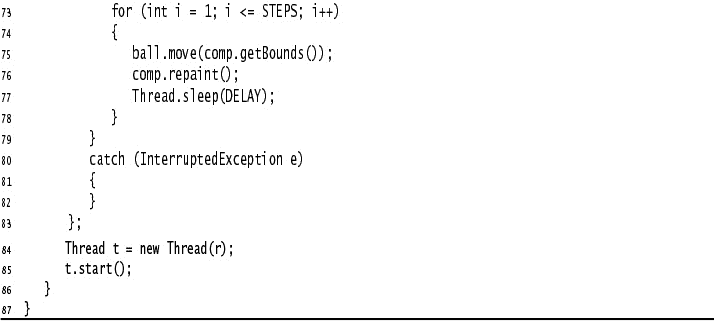 73 for (int i = 1; i <= STEPS; i++)
74 {
75 ball.move(comp.getBounds());
76 comp.repaint();
77 Thread.sleep(DELAY);
78 }
79 }
80 catch (InterruptedException e)
81 {
82 }
83 };
84 Thread t = new Thread(r);
85 t.start();
86 }
87 }